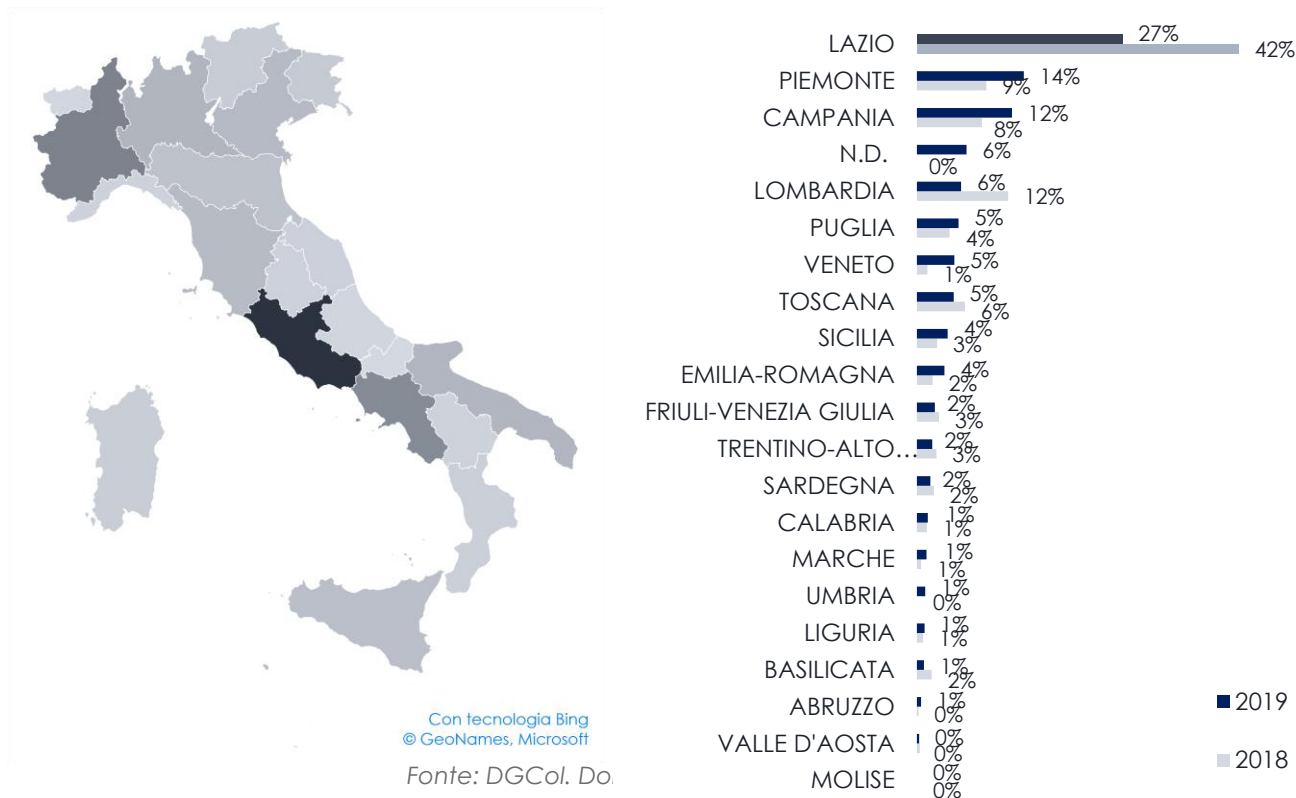 LAZIO 27% 42%
PIEMONTE 14% 9%
CAMPANIA 12% 8%
N.D. 6% 0%
LOMBARDIA 6% 12%
PUGLIA 5% 4%
VENETO 5% 1%
TOSCANA 5% 6%
SICILIA 4% 3%
EMILIA-ROMAGNA 4% 2%
FRIULI-VENEZIA GIULIA 2% 3%
TRENTINO-ALTO… 2% 3%
SARDEGNA 2% 2%
CALABRIA 1% 1%
MARCHE 1% 1%
UMBRIA 1% 0%
LIGURIA 1% 1%
BASILICATA 1% 2%
ABRUZZO 1% 0%
VALLE D'AOSTA 0% 0%
MOLISE 0% 0%
2019
2018
Con tecnologia Bing
© GeoNames, Microsoft
Fonte: DGCol.